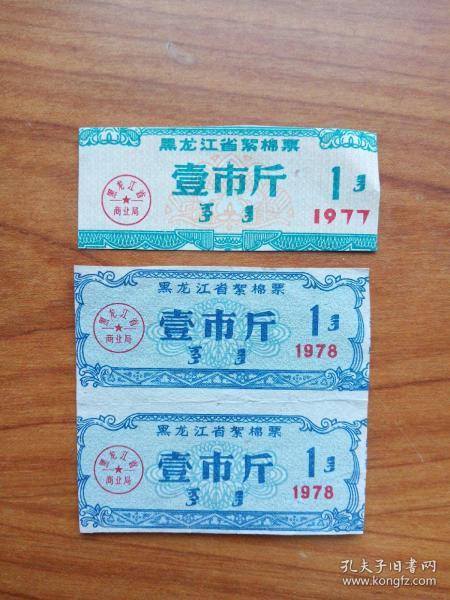 黑龙江省絮棉票
壹市斤
1
黑龙江省
商业局
1977
黑龙江省絮棉票
壹市斤
1
黑龙江省
商业局
1978
黑龙江省絮棉票
壹市斤
1
黑龙江省
商业局
1978
孔夫子旧书网
www.kongfz.com